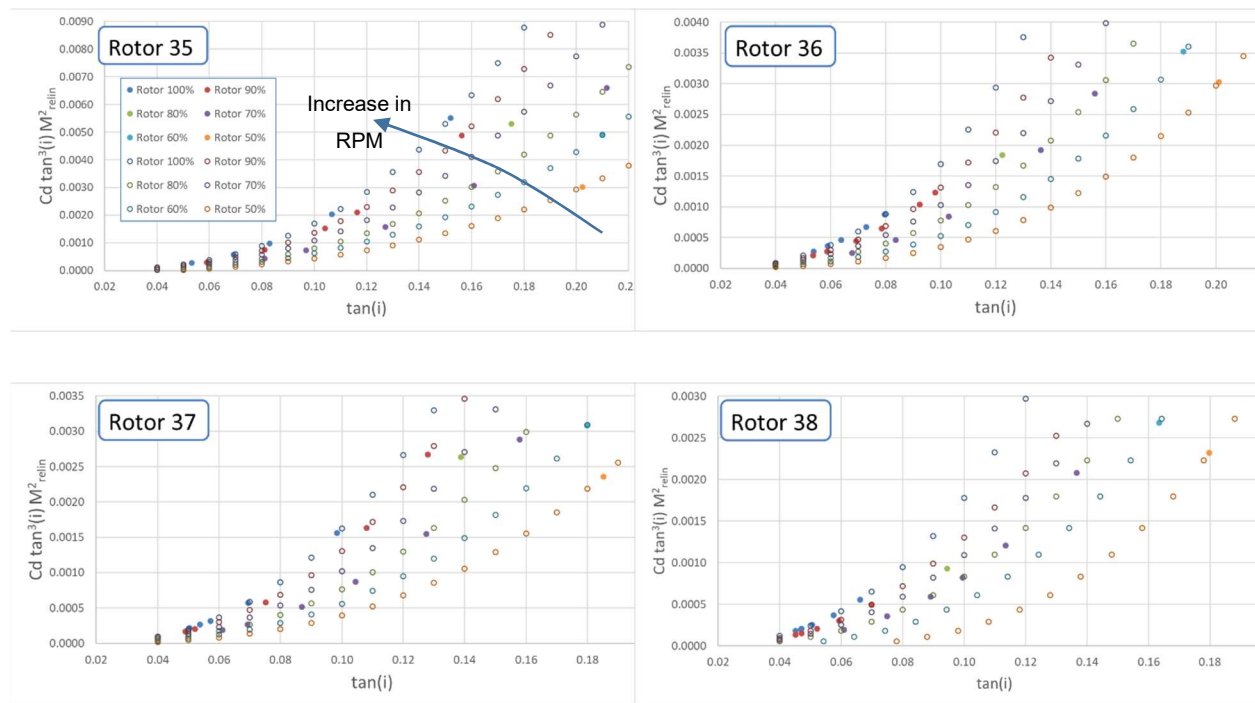 Rotor 35
Cd tan³(i) M²relin
0.0090
0.0080
0.0070
0.0060
0.0050
0.0040
0.0030
0.0020
0.0010
0.0000
Rotor 100% Rotor 90%
Rotor 80% Rotor 70%
Rotor 60% Rotor 50%
Rotor 100% Rotor 90%
Rotor 80% Rotor 70%
Rotor 60% Rotor 50%
Increase in
RPM
0.02 0.04 0.06 0.08 0.10 0.12 0.14 0.16 0.18 0.20 0.2
tan(i)
Rotor 36
Cd tan³(i) M²relin
0.0040
0.0035
0.0030
0.0025
0.0020
0.0015
0.0010
0.0005
0.0000
0.02 0.04 0.06 0.08 0.10 0.12 0.14 0.16 0.18 0.20
tan(i)
Rotor 37
Cd tan³(i) M²relin
0.0035
0.0030
0.0025
0.0020
0.0015
0.0010
0.0005
0.0000
0.02 0.04 0.06 0.08 0.10 0.12 0.14 0.16 0.18
tan(i)
Rotor 38
Cd tan³(i) M²relin
0.0030
0.0025
0.0020
0.0015
0.0010
0.0005
0.0000
0.02 0.04 0.06 0.08 0.10 0.12 0.14 0.16 0.18
tan(i)